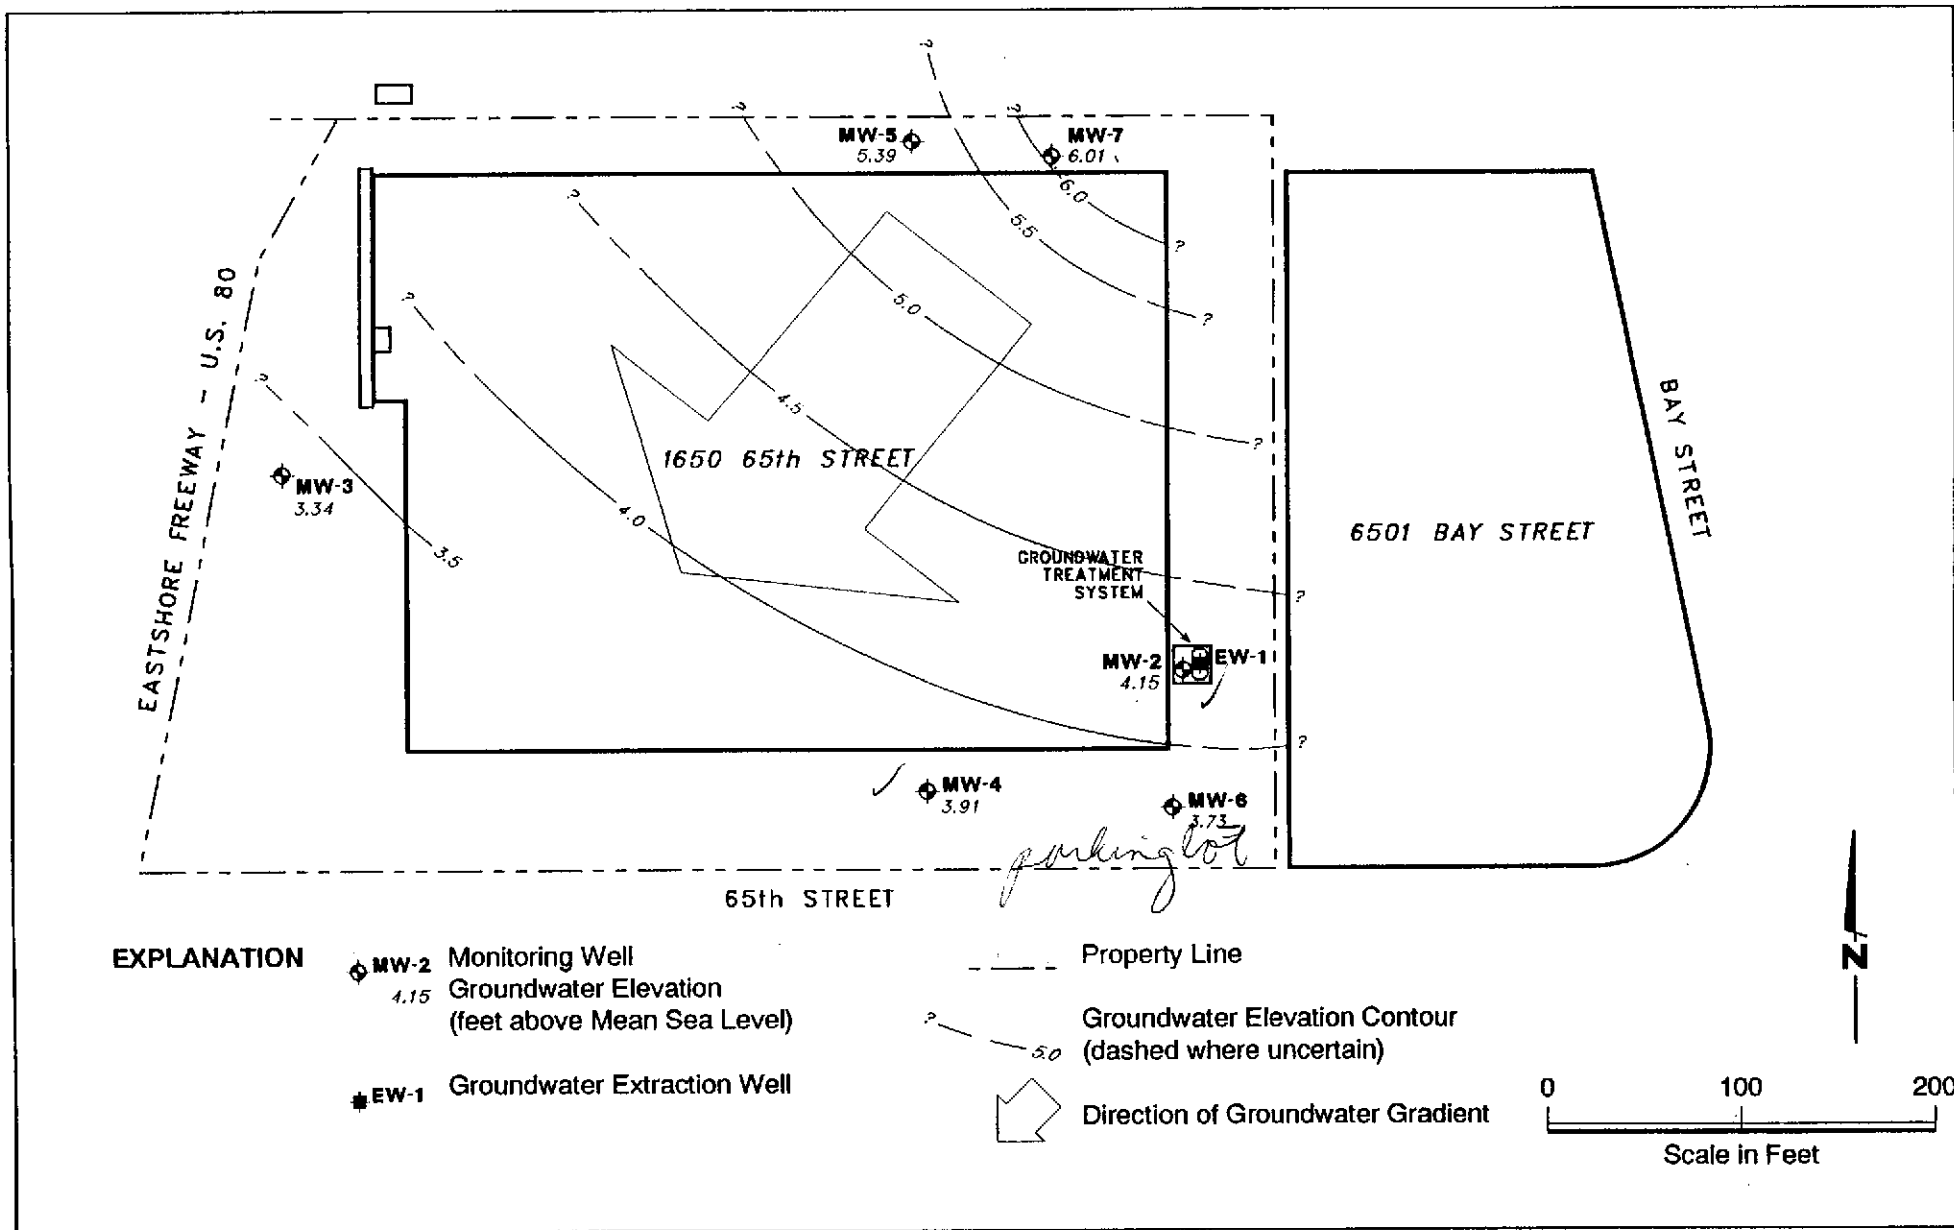 ?
?
?
MW-5
5.39
MW-7
6.01
6.0
?
5.5
?
?
5.0
?
?
4.5
?
?
4.0
?
?
3.5
EASTSHORE FREEWAY - U.S. 80
MW-3
3.34
1650 65th STREET
GROUNDWATER
TREATMENT
SYSTEM
MW-2
4.15
EW-1
6501 BAY STREET
BAY STREET
MW-4
3.91
MW-6
3.73
parking lot
65th STREET
EXPLANATION
MW-2 Monitoring Well
4.15 Groundwater Elevation
(feet above Mean Sea Level)
EW-1 Groundwater Extraction Well
Property Line
?
5.0
Groundwater Elevation Contour
(dashed where uncertain)
Direction of Groundwater Gradient
N
0 100 200
Scale in Feet